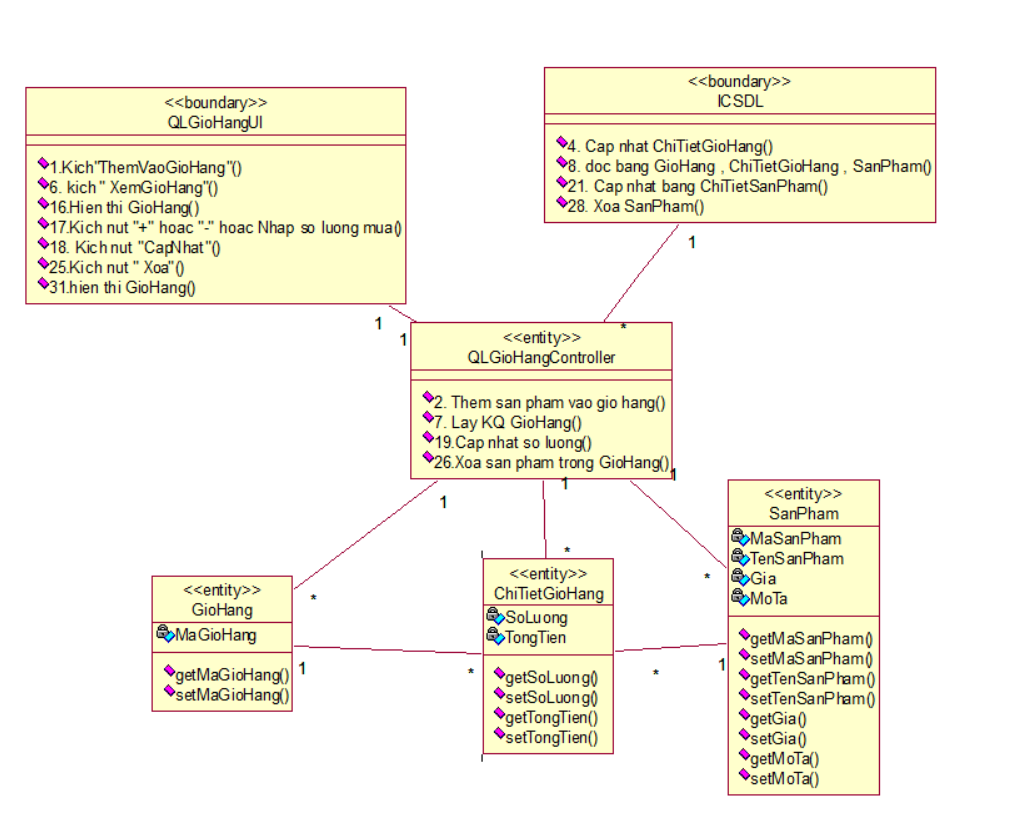 <<boundary>>
QLGioHangUI
1.Kich"ThemVaoGioHang"()
6. kich " XemGioHang"()
16.Hien thi GioHang()
17.Kich nut "+" hoac "-" hoac Nhap so luong mua()
18. Kich nut "CapNhat"()
25.Kich nut " Xoa"()
31.hien thi GioHang()
<<boundary>>
ICSDL
4. Cap nhat ChiTietGioHang()
8. doc bang GioHang , ChiTietGioHang , SanPham()
21. Cap nhat bang ChiTietSanPham()
28. Xoa SanPham()
1
1
1
*
<<entity>>
QLGioHangController
2. Them san pham vao gio hang()
7. Lay KQ GioHang()
19.Cap nhat so luong()
26.Xoa san pham trong GioHang()
1
1
1
*
*
*
<<entity>>
GioHang
MaGioHang
getMaGioHang()
setMaGioHang()
1
*
<<entity>>
ChiTietGioHang
SoLuong
TongTien
getSoLuong()
setSoLuong()
getTongTien()
setTongTien()
*
1
<<entity>>
SanPham
MaSanPham
TenSanPham
Gia
MoTa
getMaSanPham()
setMaSanPham()
getTenSanPham()
setTenSanPham()
getGia()
setGia()
getMoTa()
setMoTa()